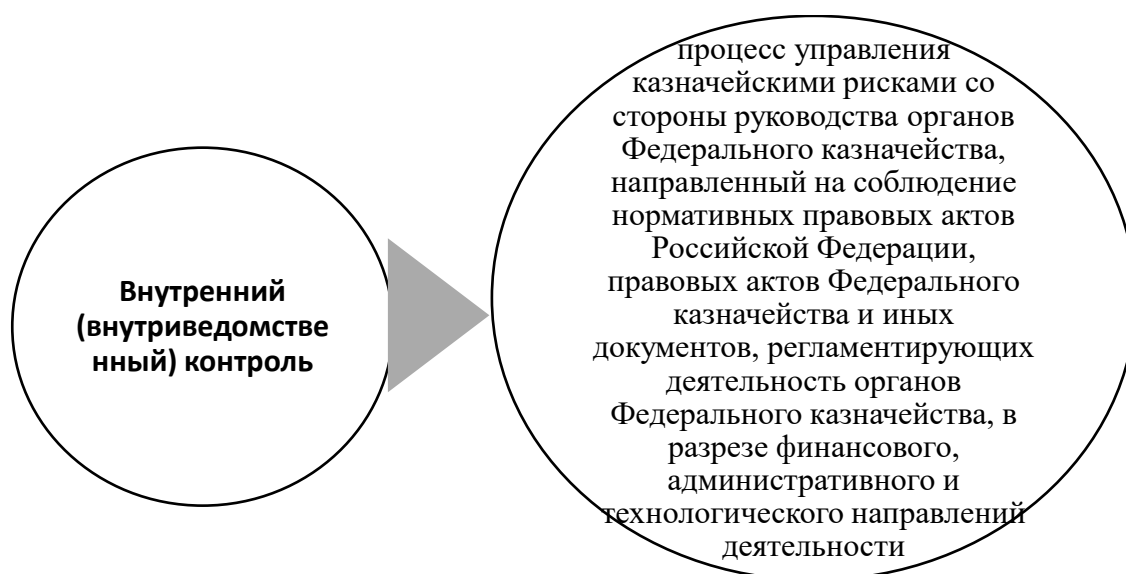 Внутренний
(внутриведомстве
нный) контроль
процесс управления
казначейскими рисками со
стороны руководства органов
Федерального казначейства,
направленный на соблюдение
нормативных правовых актов
Российской Федерации,
правовых актов Федерального
казначейства и иных
документов, регламентирующих
деятельность органов
Федерального казначейства, в
разрезе финансового,
административного и
технологического направлений
деятельности